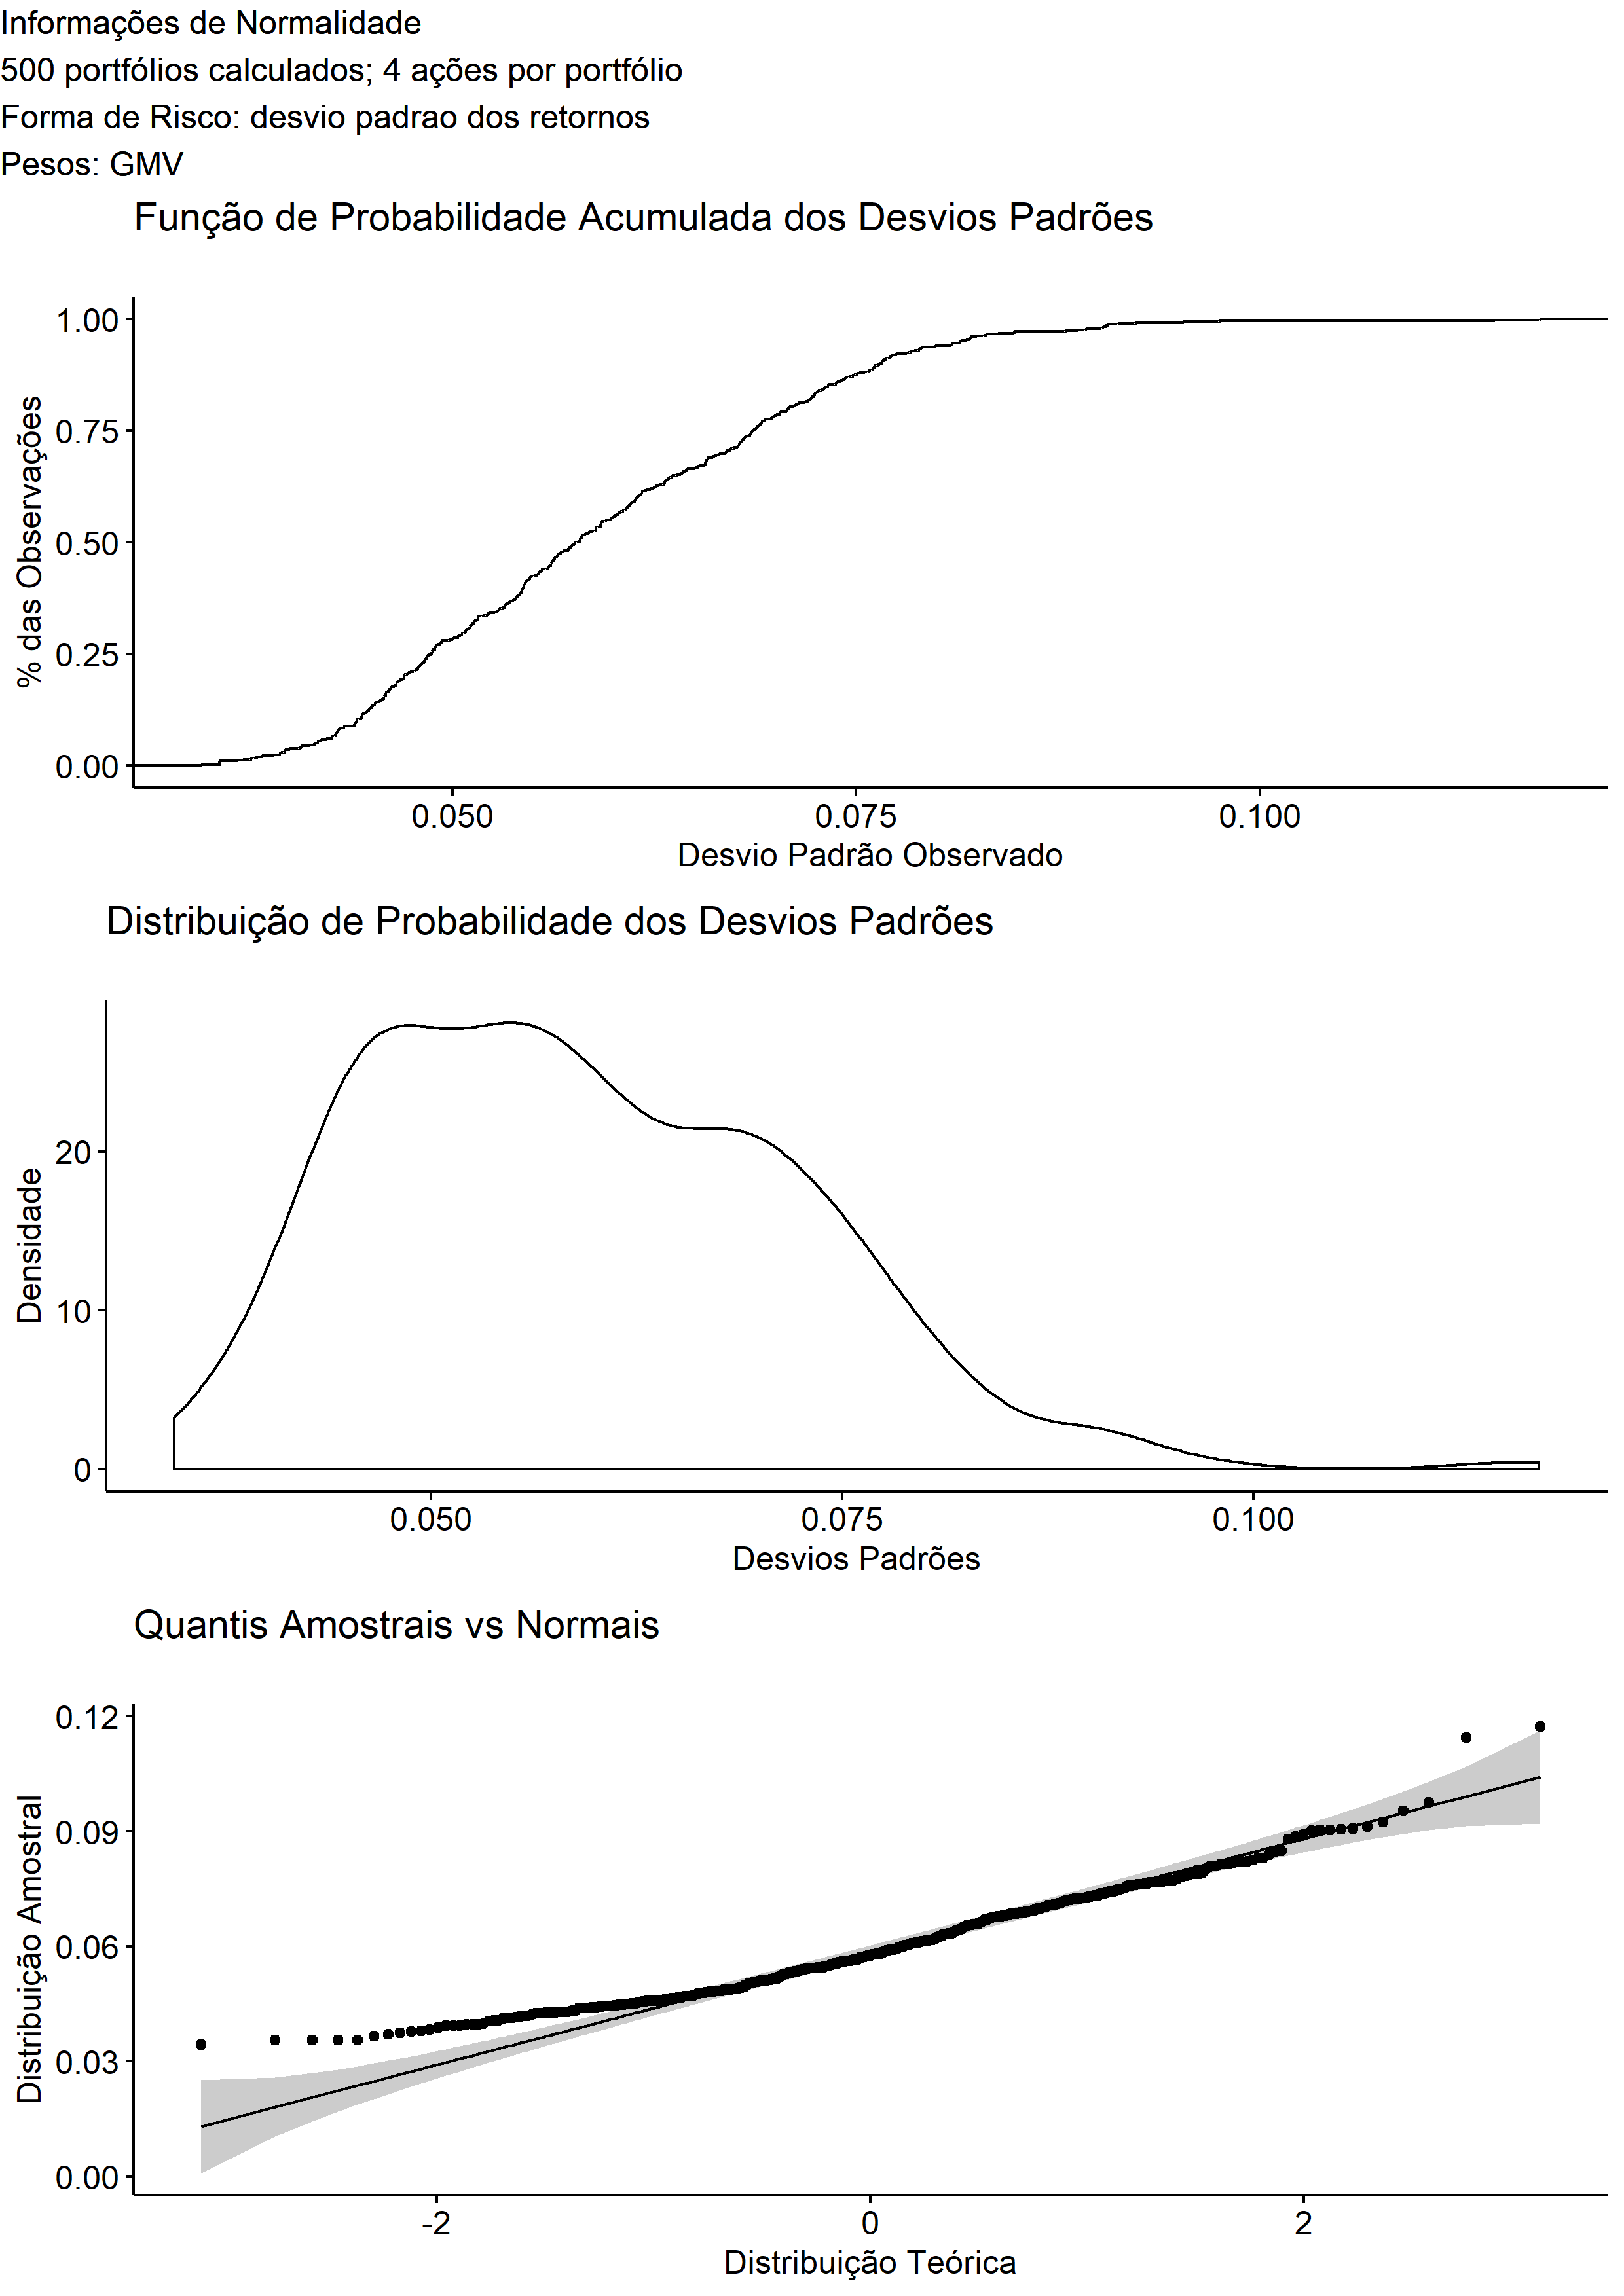 Informações de Normalidade
500 portfólios calculados; 4 ações por portfólio
Forma de Risco: desvio padrao dos retornos
Pesos: GMV
Função de Probabilidade Acumulada dos Desvios Padrões
% das Observações
1.00
0.75
0.50
0.25
0.00
0.050 0.075 0.100
Desvio Padrão Observado
Distribuição de Probabilidade dos Desvios Padrões
Densidade
20
10
0
0.050 0.075 0.100
Desvios Padrões
Quantis Amostrais vs Normais
Distribuição Amostral
0.12
0.09
0.06
0.03
0.00
-2 0 2
Distribuição Teórica